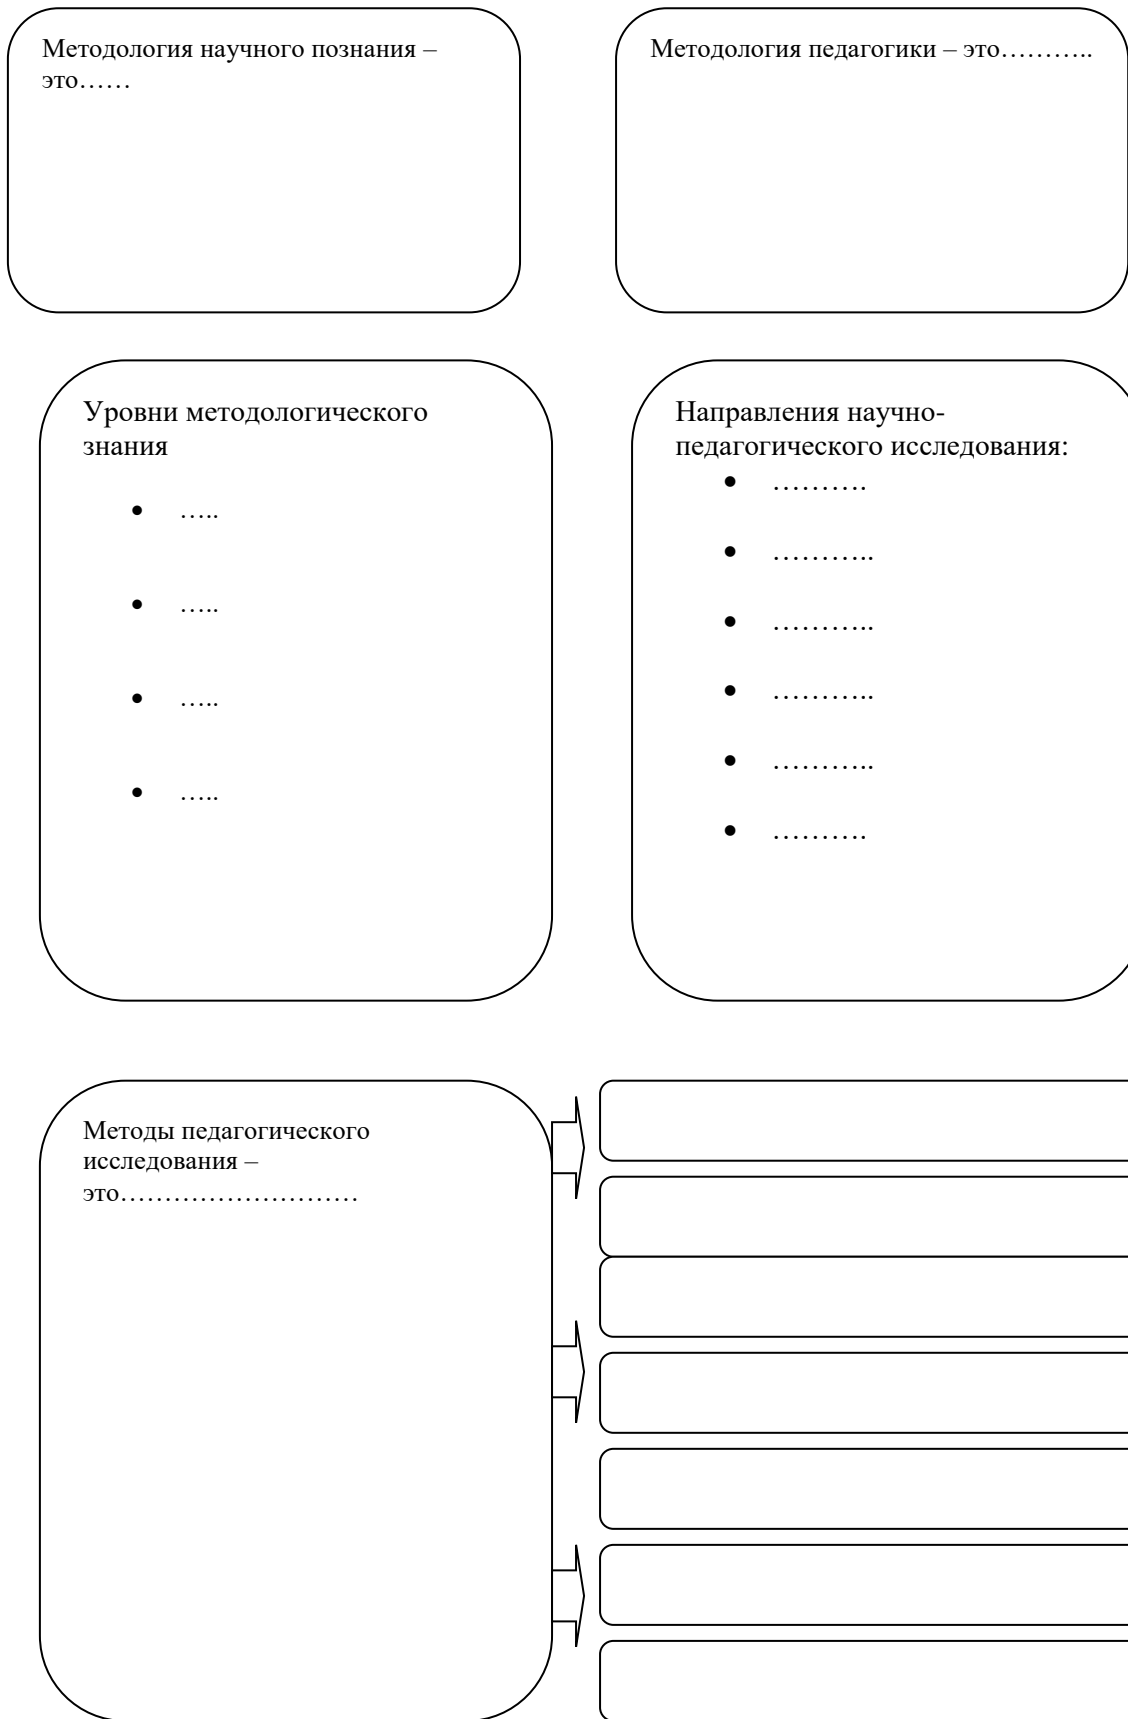 Методология научного познания –
это……
Методология педагогики – это………..
Уровни методологического
знания
• …..
• …..
• …..
• …..
Направления научно-
педагогического исследования:
• ……….
• ………..
• ………..
• ………..
• ………..
• ……….
Методы педагогического
исследования –
это………………………